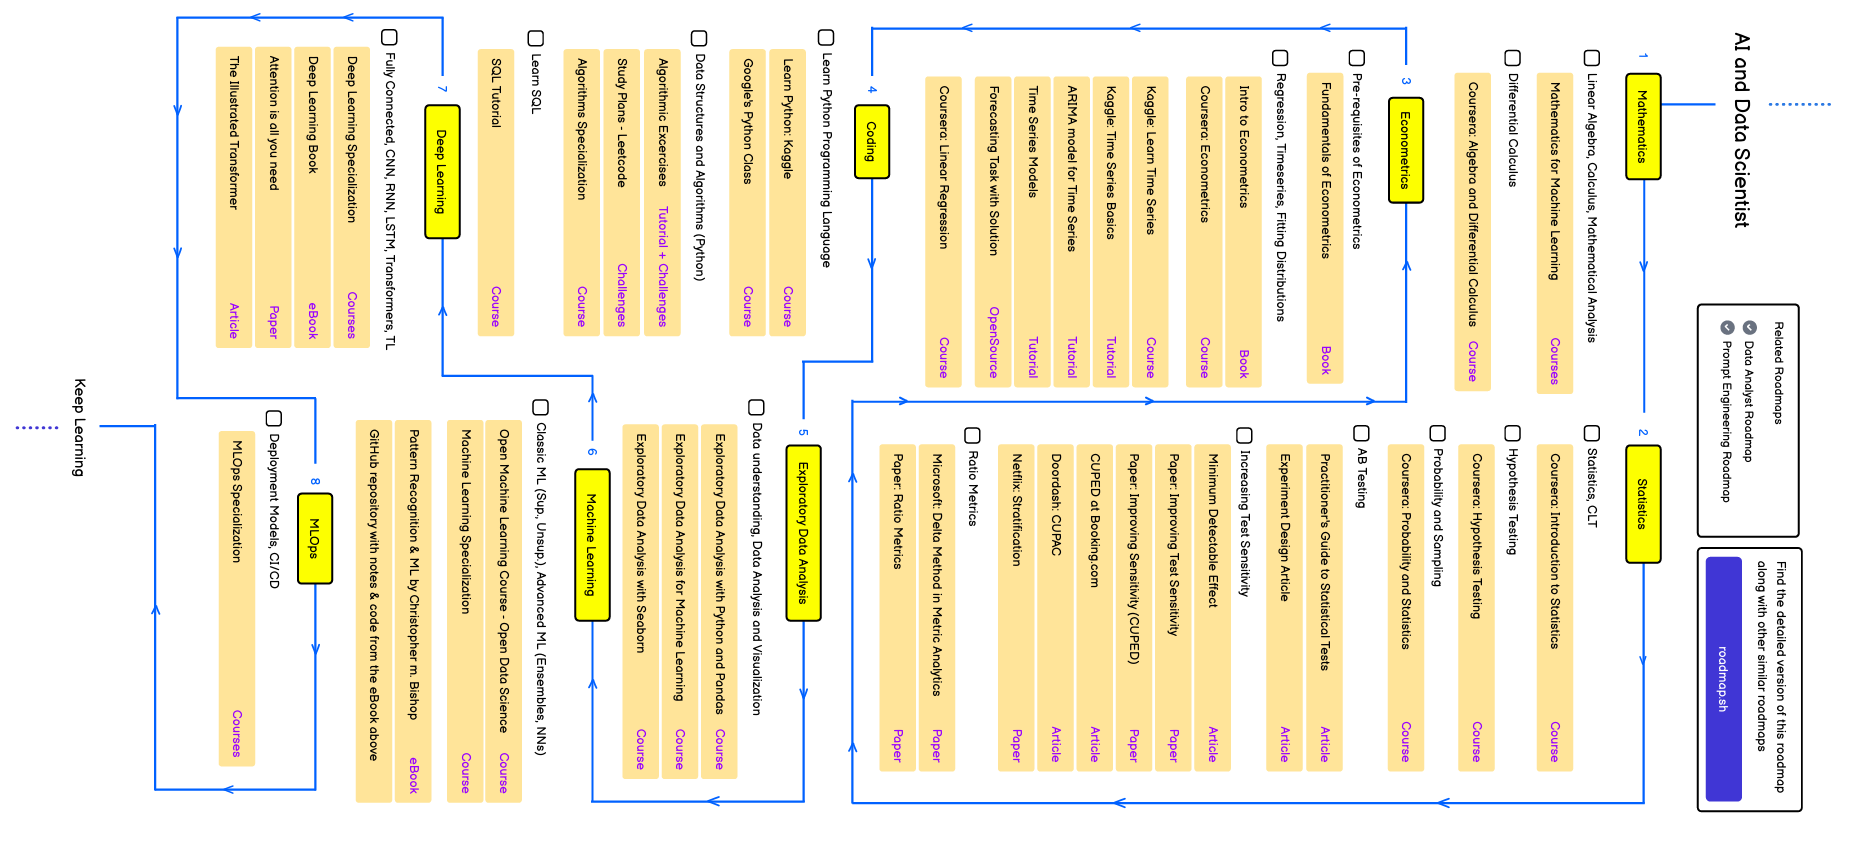 AI and Data Scientist
Related Roadmaps
Data Analyst Roadmap
Prompt Engineering Roadmap
Find the detailed version of this roadmap
along with other similar roadmaps
roadmap.sh
1
Mathematics
Linear Algebra, Calculus, Mathematical Analysis
Mathematics for Machine Learning Courses
Differential Calculus
Coursera: Algebra and Differential Calculus Course
2
Statistics
Statistics, CLT
Coursera: Introduction to Statistics Course
Hypothesis Testing
Coursera: Hypothesis Testing Course
Probability and Sampling
Coursera: Probability and Statistics Course
AB Testing
Practitioner's Guide to Statistical Tests Article
Experiment Design Article Article
Increasing Test Sensitivity
Minimum Detectable Effect Article
Paper: Improving Test Sensitivity Paper
Paper: Improving Sensitivity (CUPED) Paper
CUPED at Booking.com Article
Doordash: CUPAC Article
Netflix: Stratification Paper
Ratio Metrics
Microsoft: Delta Method in Metric Analytics Paper
Paper: Ratio Metrics Paper
3
Econometrics
Pre-requisites of Econometrics
Fundamentals of Econometrics Book
Regression, Timeseries, Fitting Distributions
Intro to Econometrics Book
Coursera: Econometrics Course
Kaggle: Learn Time Series Course
Kaggle: Time Series Basics Tutorial
ARIMA model for Time Series Tutorial
Time Series Models Tutorial
Forecasting Task with Solution OpenSource
Coursera: Linear Regression Course
4
Coding
Learn Python Programming Language
Learn Python: Kaggle Course
Google's Python Class Course
Data Structures and Algorithms (Python)
Algorithmic Excercises Tutorial + Challenges
Study Plans - Leetcode Challenges
Algorithms Specialization Course
Learn SQL
SQL Tutorial Course
5
Exploratory Data Analysis
Data understanding, Data Analysis and Visualization
Exploratory Data Analysis with Python and Pandas Course
Exploratory Data Analysis for Machine Learning Course
Exploratory Data Analysis with Seaborn Course
6
Machine Learning
Classic ML (Sup., Unsup), Advanced ML (Ensembles, NNs)
Open Machine Learning Course - Open Data Science Course
Machine Learning Specialization Course
Pattern Recognition & ML by Christopher m. Bishop eBook
GitHub repository with notes & code from the eBook above
7
Deep Learning
Fully Connected, CNN, RNN, LSTM, Transformers, TL
Deep Learning Specialization Courses
Deep Learning Book eBook
Attention is all you need Paper
The Illustrated Transformer Article
8
MLOps
Deployment Models, CI/CD
MLOps Specialization Courses
Keep Learning